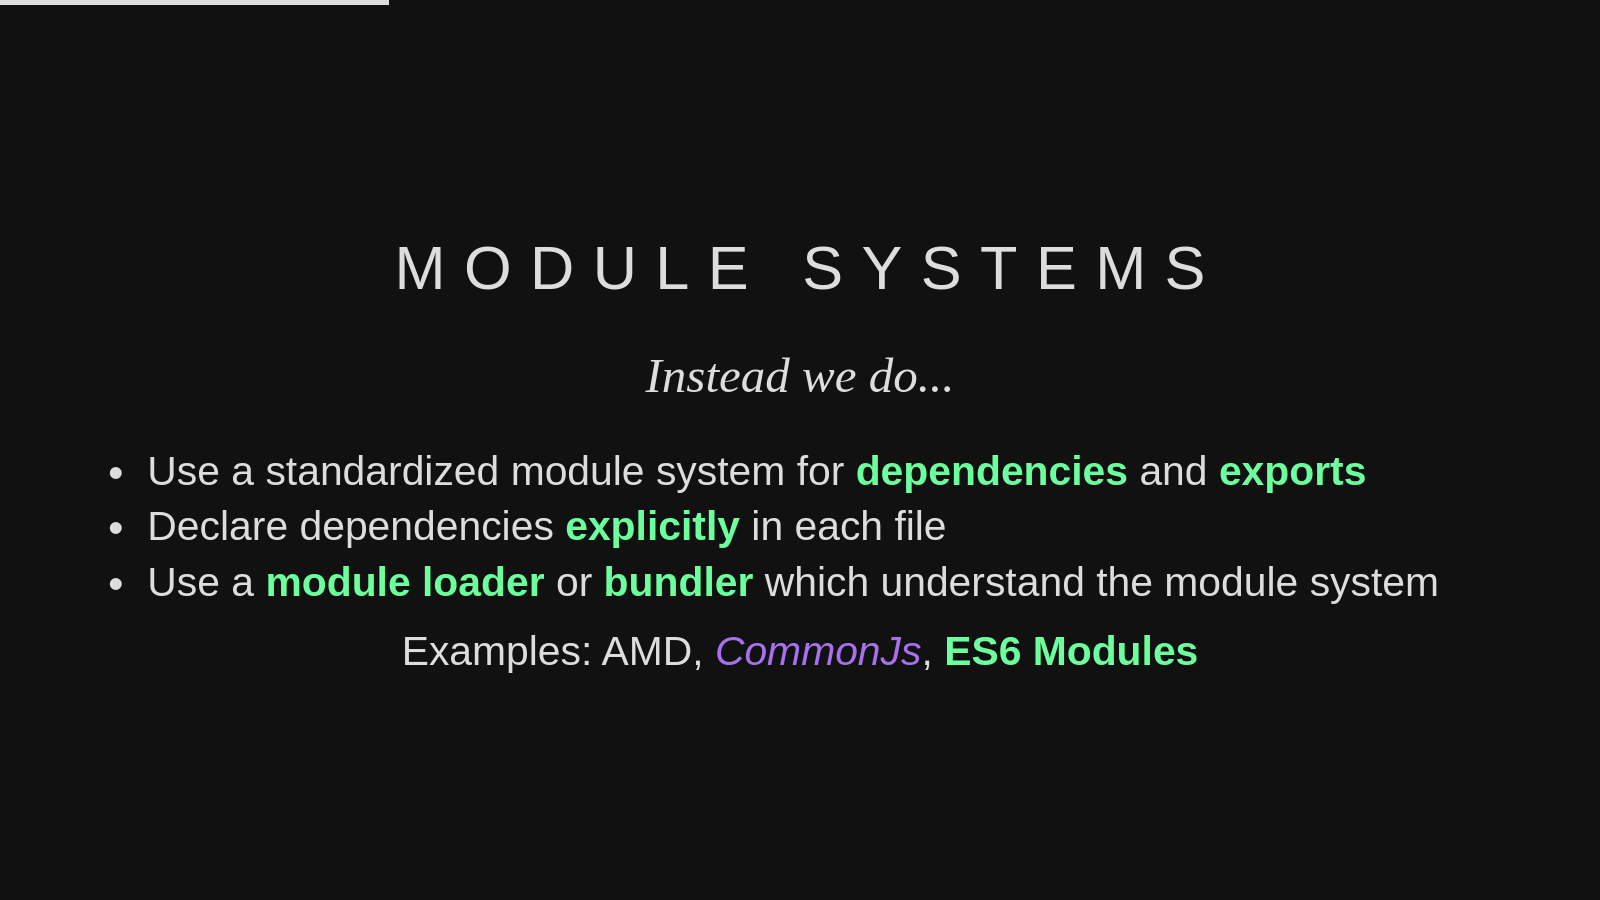 MODULE SYSTEMS
Instead we do...
• Use a standardized module system for dependencies and exports
• Declare dependencies explicitly in each file
• Use a module loader or bundler which understand the module system
Examples: AMD, CommonJs, ES6 Modules